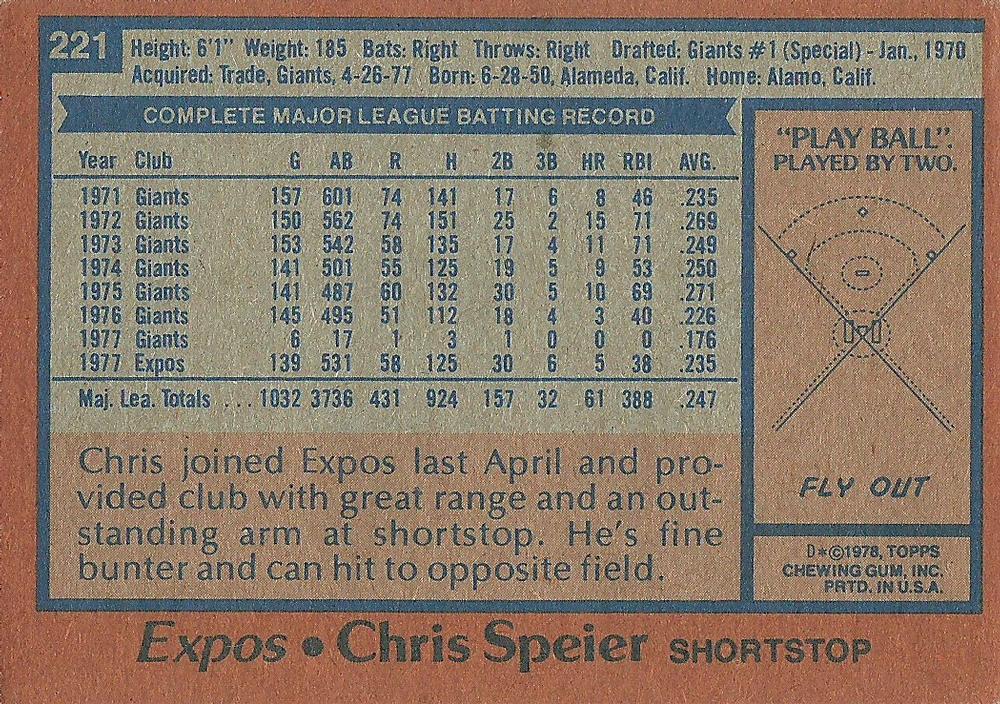 221
Height: 6'1" Weight: 185 Bats: Right Throws: Right Drafted: Giants #1 (Special) - Jan., 1970
Acquired: Trade, Giants, 4-26-77 Born: 6-28-50, Alameda, Calif. Home: Alamo, Calif.
COMPLETE MAJOR LEAGUE BATTING RECORD
Year Club G AB R H 2B 3B HR RBI AVG.
1971 Giants 157 601 74 141 17 6 8 46 .235
1972 Giants 150 562 74 151 25 2 15 71 .269
1973 Giants 153 542 58 135 17 4 11 71 .249
1974 Giants 141 501 55 125 19 5 9 53 .250
1975 Giants 141 487 60 132 30 5 10 69 .271
1976 Giants 145 495 51 112 18 4 3 40 .226
1977 Giants 6 17 1 3 1 0 0 0 .176
1977 Expos 139 531 58 125 30 6 5 38 .235
Maj. Lea. Totals ... 1032 3736 431 924 157 32 61 388 .247
Chris joined Expos last April and pro-
vided club with great range and an out-
standing arm at shortstop. He's fine
bunter and can hit to opposite field.
"PLAY BALL".
PLAYED BY TWO.
FLY OUT
D*©1978, TOPPS
CHEWING GUM, INC.
PRTD. IN U.S.A.
Expos • Chris Speier SHORTSTOP